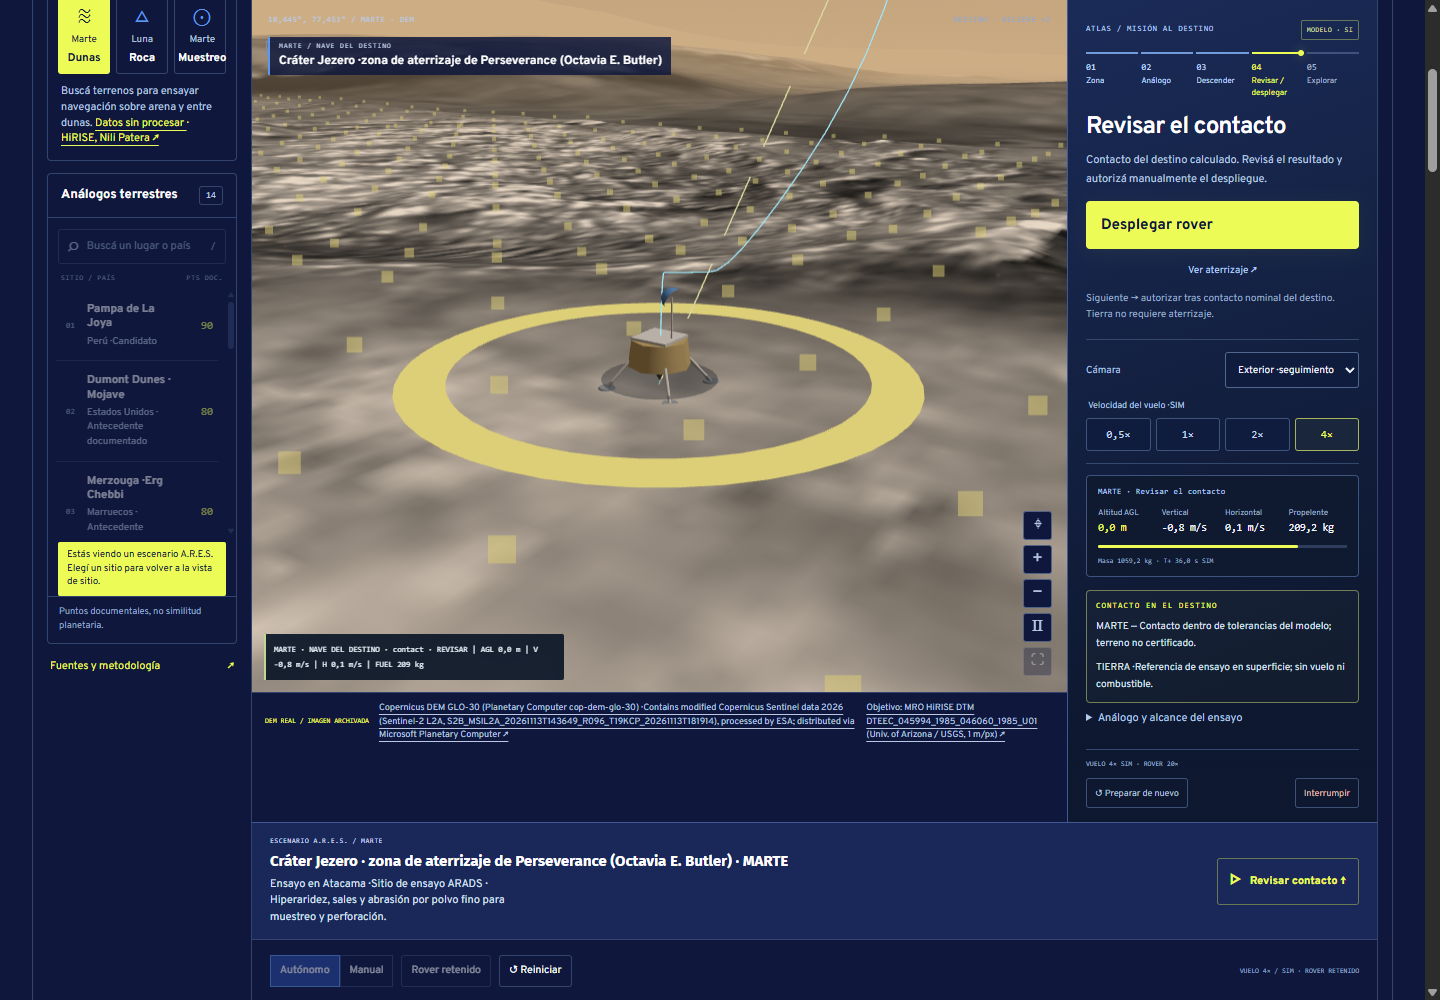 Marte
Dunas
Luna
Roca
Marte
Muestreo
Buscá terrenos para ensayar
navegación sobre arena y entre
dunas. Datos sin procesar ·
HiRISE, Nili Patera ↗
Análogos terrestres
14
Buscá un lugar o país /
SITIO / PAÍS
PTS DOC.
01
Pampa de La
Joya
Perú ·Candidato
90
02
Dumont Dunes ·
Mojave
Estados Unidos ·
Antecedente
documentado
80
03
Merzouga ·Erg
Chebbi
Marruecos ·
Antecedente
80
Estás viendo un escenario A.R.E.S.
Elegí un sitio para volver a la vista
de sitio.
Puntos documentales, no similitud
planetaria.
Fuentes y metodología ↗
18,445°, 77,451° / MARTE · DEM
MARTE / NAVE DEL DESTINO
Cráter Jezero ·zona de aterrizaje de Perseverance (Octavia E. Butler)
MARTE · NAVE DEL DESTINO · contact · REVISAR | AGL 0,0 m | V
-0,8 m/s | H 0,1 m/s | FUEL 209 kg
DEM REAL / IMAGEN ARCHIVADA
Copernicus DEM GLO-30 (Planetary Computer cop-dem-glo-30) ·Contains modified Copernicus Sentinel data 2026
(Sentinel-2 L2A, S2B_MSIL2A_20261113T143649_R096_T19KCP_20261113T181914), processed by ESA; distributed via
Microsoft Planetary Computer ↗
Objetivo: MRO HiRISE DTM
DTEEC_045994_1985_046060_1985_U01
(Univ. of Arizona / USGS, 1 m/px) ↗
ATLAS / MISIÓN AL DESTINO
MODELO · SI
01
Zona
02
Análogo
03
Descender
04
Revisar /
desplegar
05
Explorar
Revisar el contacto
Contacto del destino calculado. Revisá el resultado y
autorizá manualmente el despliegue.
Desplegar rover
Ver aterrizaje ↗
Siguiente → autorizar tras contacto nominal del destino.
Tierra no requiere aterrizaje.
Cámara
Exterior ·seguimiento
Velocidad del vuelo ·SIM
0,5×
1×
2×
4×
MARTE · Revisar el contacto
Altitud AGL
0,0 m
Vertical
-0,8 m/s
Horizontal
0,1 m/s
Propelente
209,2 kg
Masa 1059,2 kg · T+ 36,0 s SIM
CONTACTO EN EL DESTINO
MARTE — Contacto dentro de tolerancias del modelo;
terreno no certificado.
TIERRA ·Referencia de ensayo en superficie; sin vuelo ni
combustible.
▶ Análogo y alcance del ensayo
VUELO 4× SIM · ROVER 20×
↺ Preparar de nuevo
Interrumpir
ESCENARIO A.R.E.S. / MARTE
Cráter Jezero · zona de aterrizaje de Perseverance (Octavia E. Butler) · MARTE
Ensayo en Atacama ·Sitio de ensayo ARADS ·
Hiperaridez, sales y abrasión por polvo fino para
muestreo y perforación.
Revisar contacto ↑
Autónomo
Manual
Rover retenido
↺ Reiniciar
VUELO 4× / SIM · ROVER RETENIDO